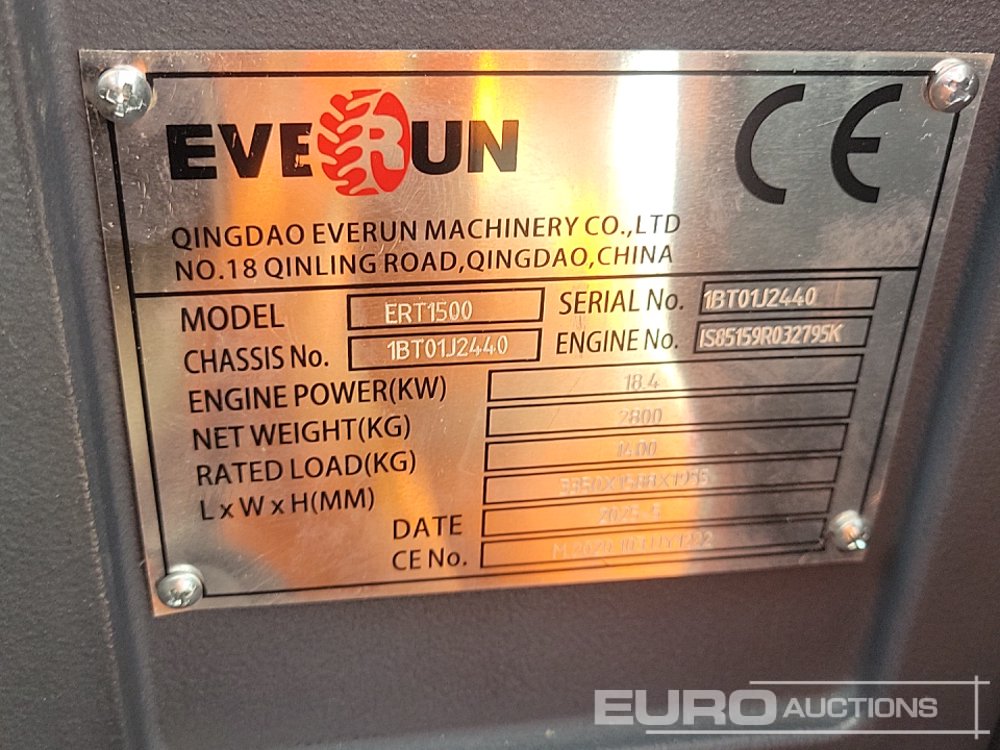 EVERUN
CE
QINGDAO EVERUN MACHINERY CO.,LTD
NO.18 QINLING ROAD,QINGDAO,CHINA
MODEL ERT1500 SERIAL No. 1BT01J2440
CHASSIS No. 1BT01J2440 ENGINE No. IS85159R032795K
ENGINE POWER(KW) 18.4
NET WEIGHT(KG) 2800
RATED LOAD(KG) 1400
L x W x H(MM)
DATE
CE No.
EURO AUCTIONS